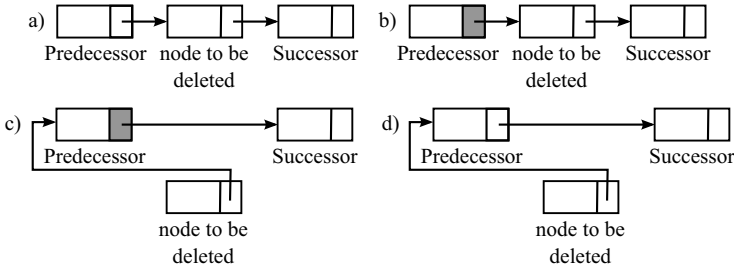 a)
Predecessor node to be Successor
deleted
b)
Predecessor node to be Successor
deleted
c)
Predecessor Successor
node to be
deleted
d)
Predecessor Successor
node to be
deleted